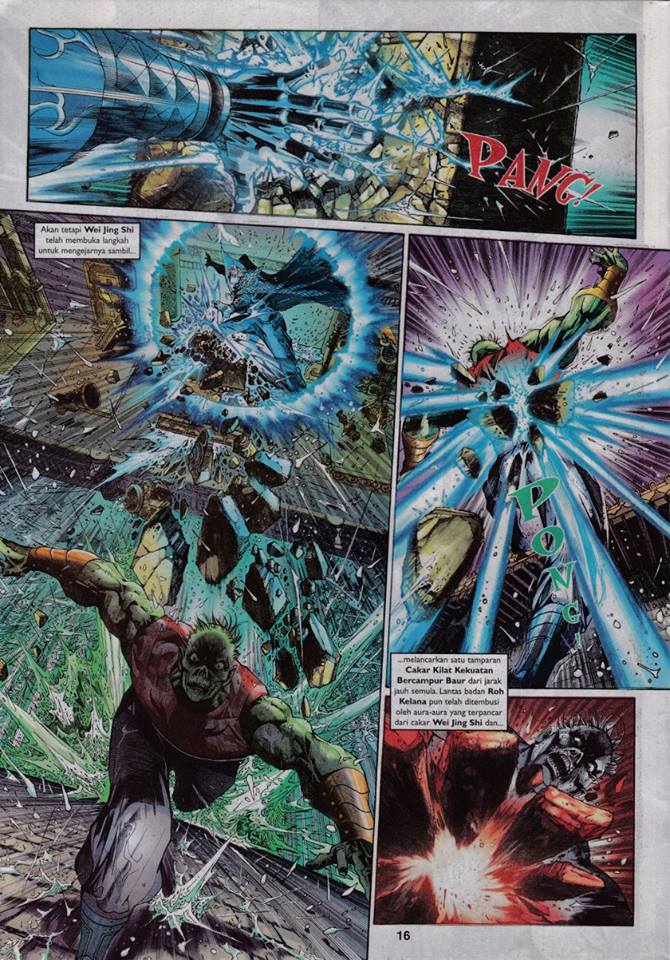 PANG!
Akan tetapi Wei Jing Shi
telah membuka langkah
untuk mengejarnya sambil...
PONG!
...melancarkan satu tamparan
Cakar Kilat Kekuatan
Bercampur Baur dari jarak
jauh semula. Lantas badan Roh
Kelana pun telah ditembusi
oleh aura-aura yang terpancar
dari cakar Wei Jing Shi dan...
16